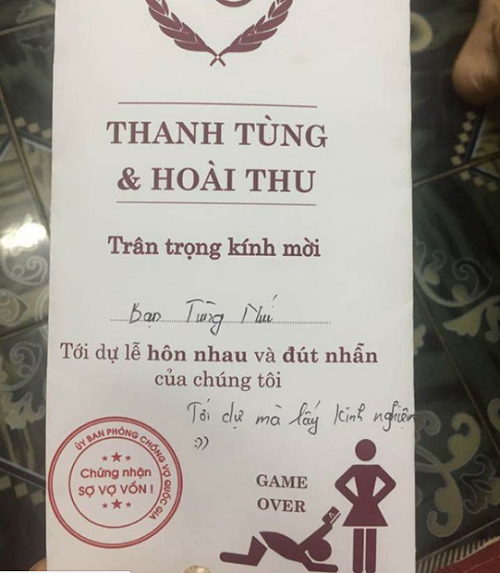 THANH TÙNG
& HOÀI THU
Trân trọng kính mời
Bạn Tùng Như
Tới dự lễ hôn nhau và đút nhẫn
của chúng tôi
Tới dự mà lấy kinh nghiệm
:))
ỦY BAN PHÒNG CHỐNG VỢ QUỐC GIA
Chứng nhận
SỢ VỢ VỐN !
GAME
OVER